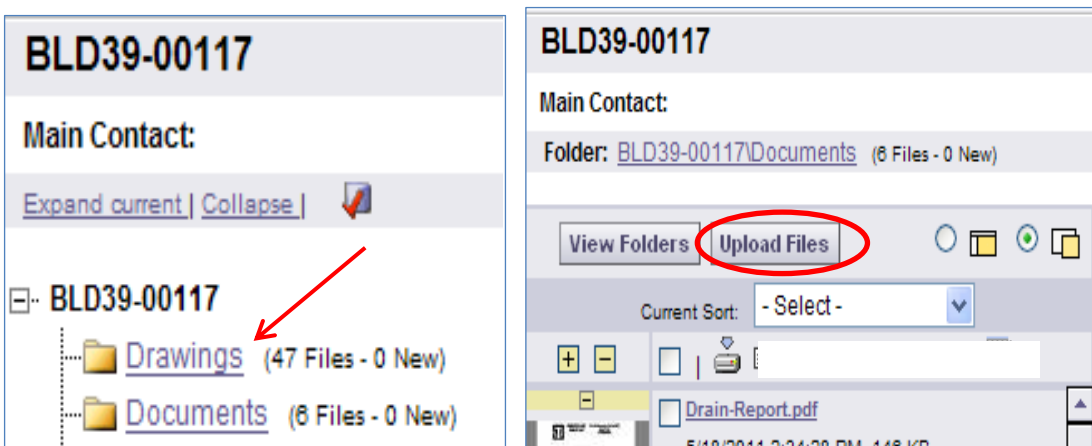 BLD39-00117
Main Contact:
Expand current | Collapse |
BLD39-00117
Drawings (47 Files - 0 New)
Documents (6 Files - 0 New)
BLD39-00117
Main Contact:
Folder: BLD39-00117\Documents (6 Files - 0 New)
View Folders Upload Files
Current Sort: - Select -
Drain-Report.pdf